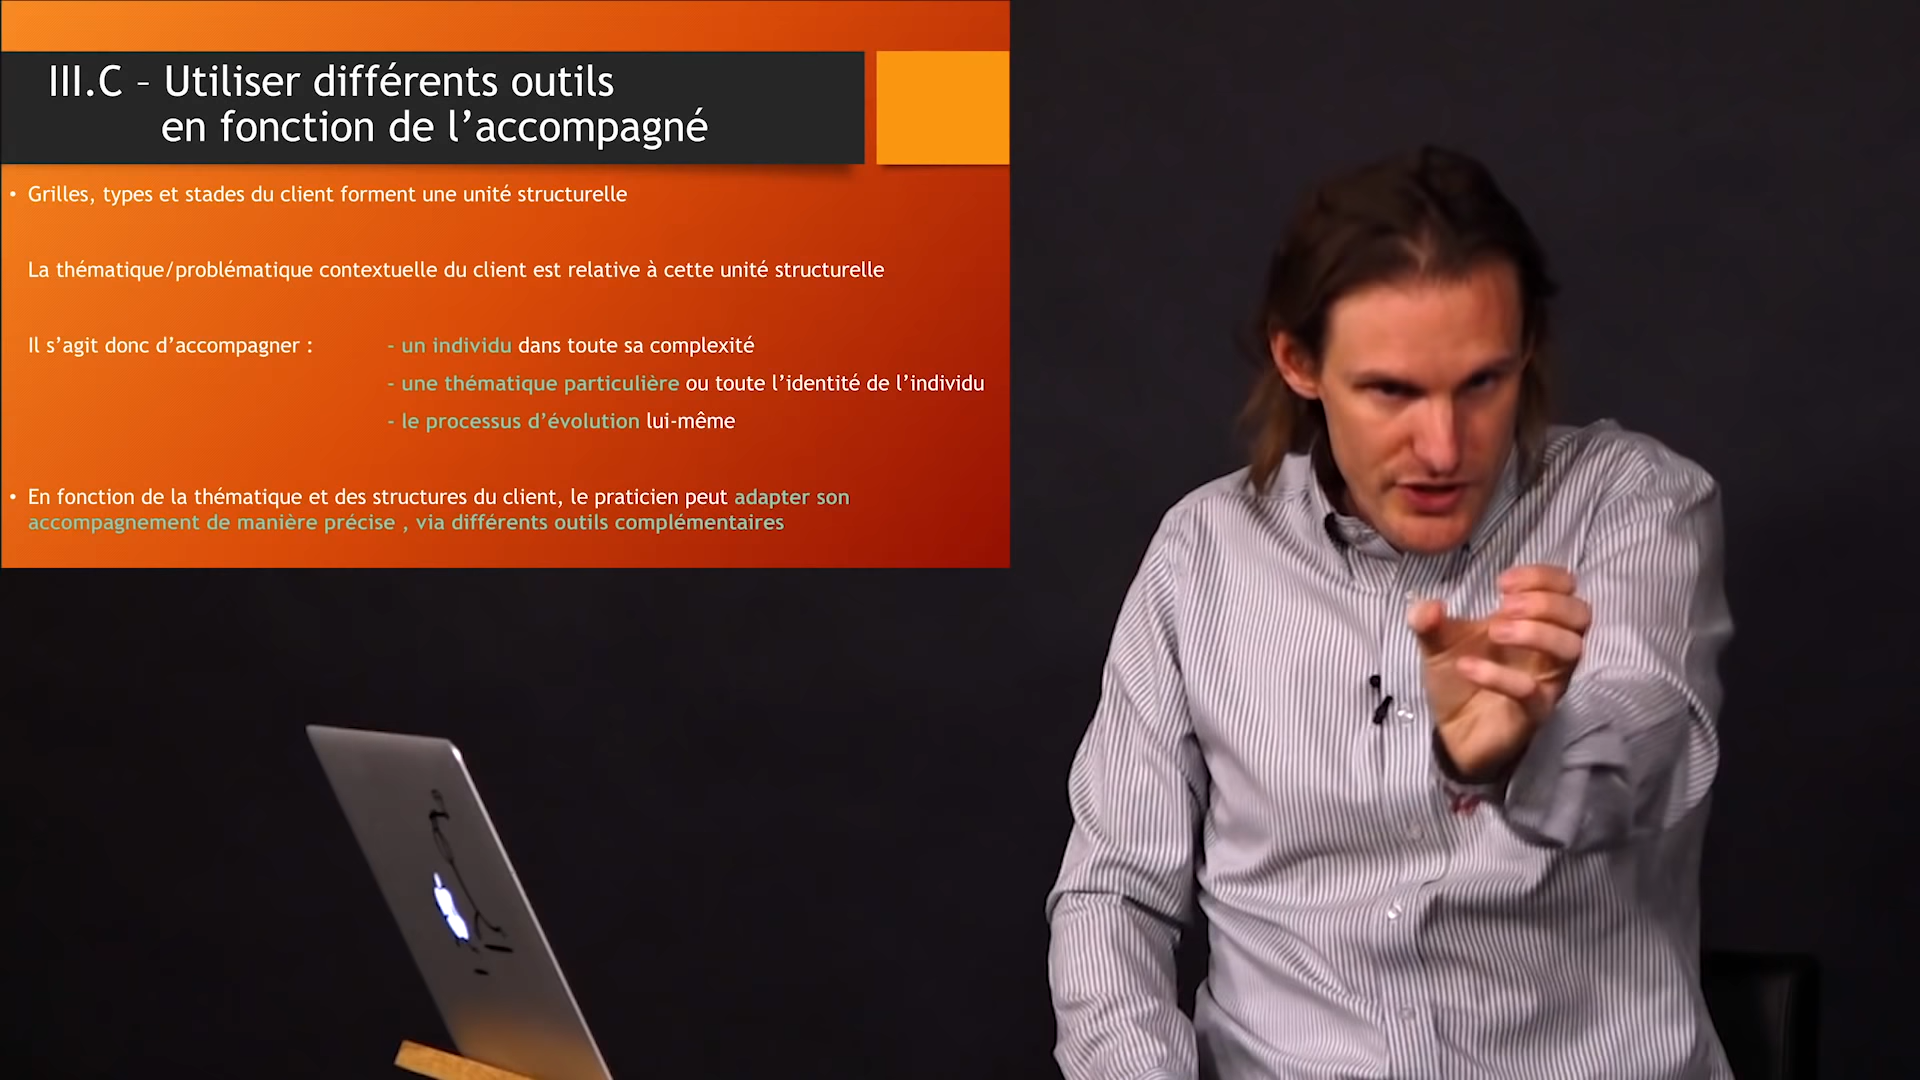 III.C – Utiliser différents outils
en fonction de l’accompagné
• Grilles, types et stades du client forment une unité structurelle
La thématique/problématique contextuelle du client est relative à cette unité structurelle
Il s’agit donc d’accompagner : - un individu dans toute sa complexité
- une thématique particulière ou toute l’identité de l’individu
- le processus d’évolution lui-même
• En fonction de la thématique et des structures du client, le praticien peut adapter son
accompagnement de manière précise , via différents outils complémentaires